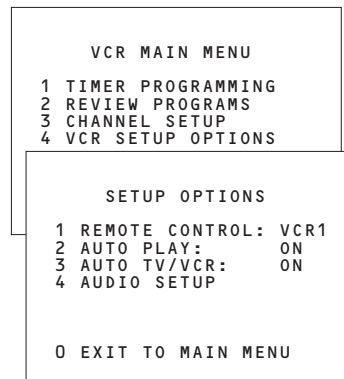 VCR MAIN MENU
1 TIMER PROGRAMMING
2 REVIEW PROGRAMS
3 CHANNEL SETUP
4 VCR SETUP OPTIONS
SETUP OPTIONS
1 REMOTE CONTROL: VCR1
2 AUTO PLAY: ON
3 AUTO TV/VCR: ON
4 AUDIO SETUP
0 EXIT TO MAIN MENU